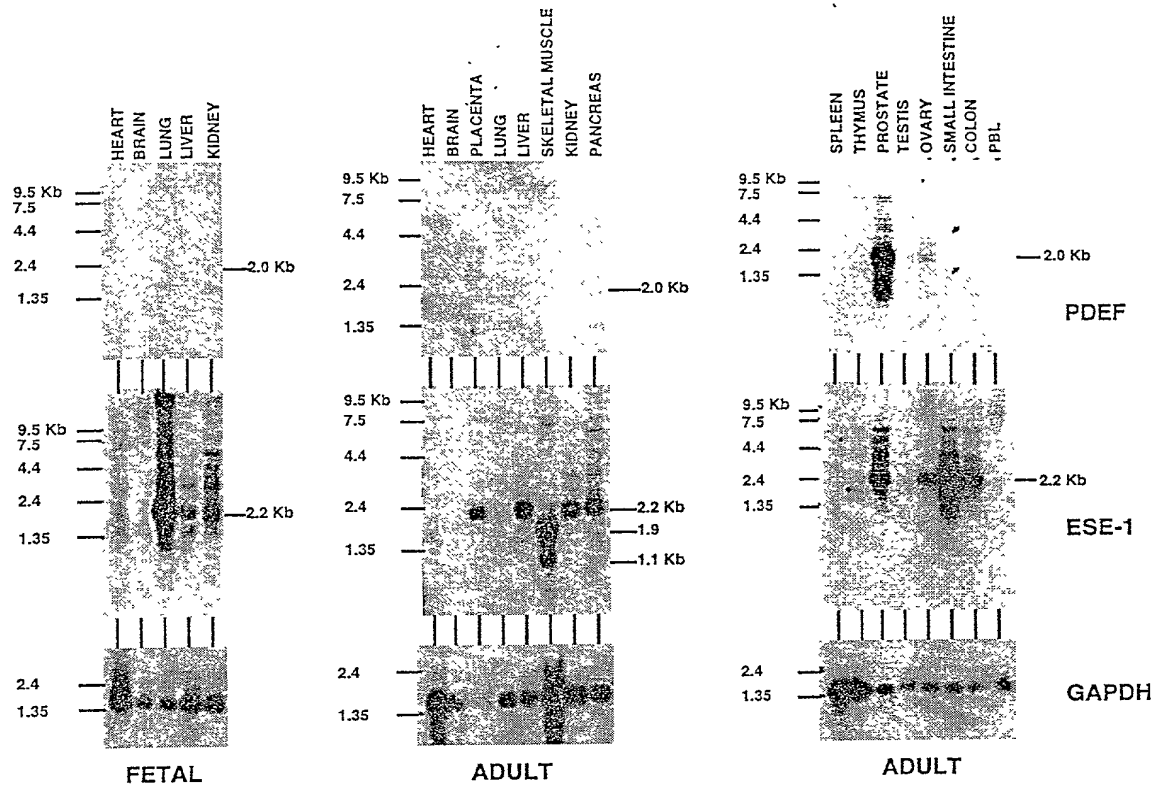 HEART
BRAIN
LUNG
LIVER
KIDNEY
9.5 Kb
7.5
4.4
2.4
1.35
2.0 Kb
9.5 Kb
7.5
4.4
2.4
1.35
2.2 Kb
2.4
1.35
FETAL
HEART
BRAIN
PLACENTA
LUNG
LIVER
SKELETAL MUSCLE
KIDNEY
PANCREAS
9.5 Kb
7.5
4.4
2.4
1.35
2.0 Kb
9.5 Kb
7.5
4.4
2.4
1.35
2.2 Kb
1.9
1.1 Kb
2.4
1.35
ADULT
SPLEEN
THYMUS
PROSTATE
TESTIS
OVARY
SMALL INTESTINE
COLON
PBL
9.5 Kb
7.5
4.4
2.4
1.35
2.0 Kb
PDEF
9.5 Kb
7.5
4.4
2.4
1.35
2.2 Kb
ESE-1
2.4
1.35
GAPDH
ADULT